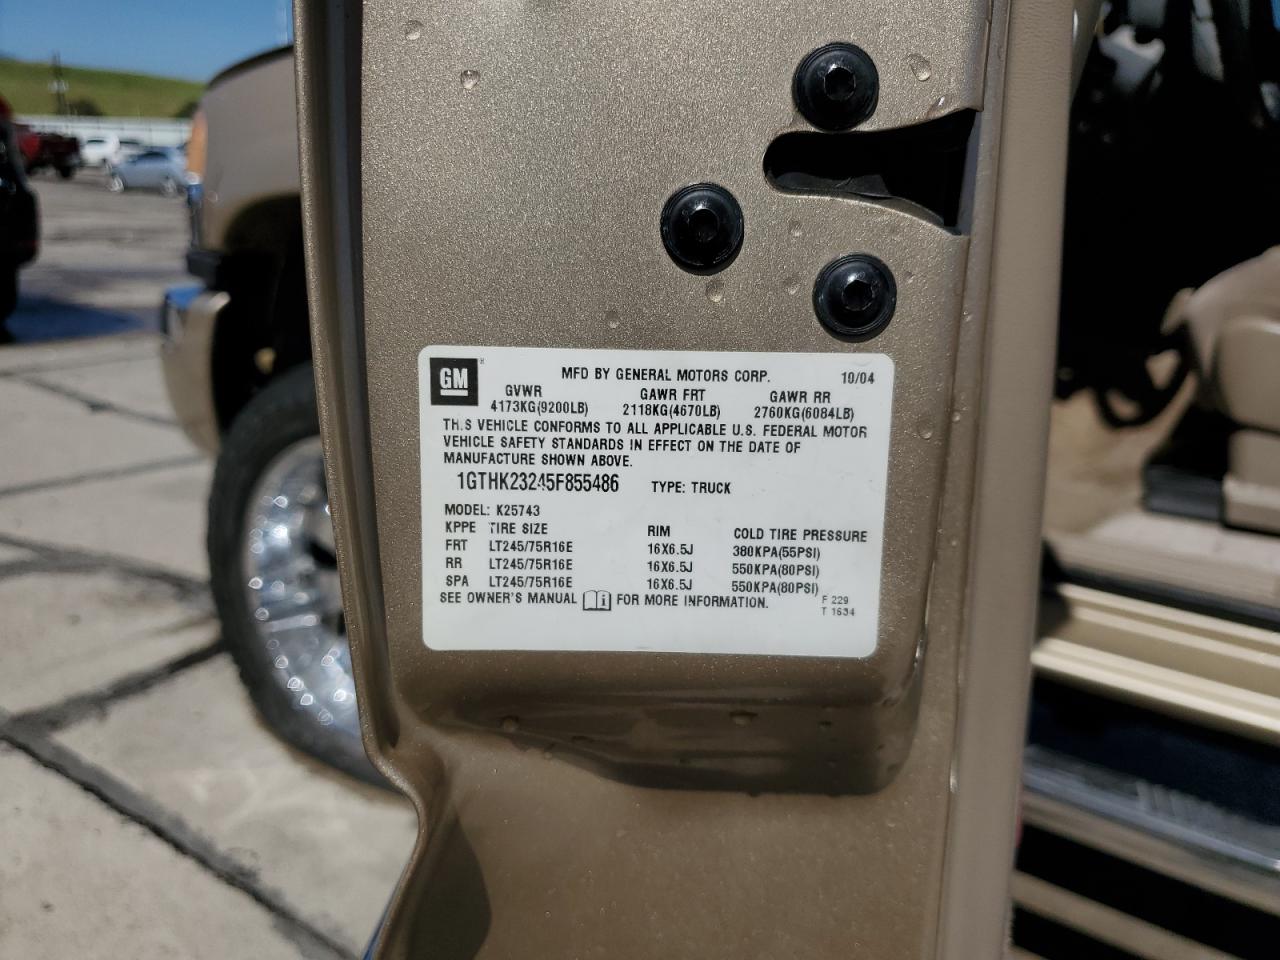 GM MFD BY GENERAL MOTORS CORP. 10/04
GVWR GAWR FRT GAWR RR
4173KG(9200LB) 2118KG(4670LB) 2760KG(6084LB)
TH.S VEHICLE CONFORMS TO ALL APPLICABLE U.S. FEDERAL MOTOR
VEHICLE SAFETY STANDARDS IN EFFECT ON THE DATE OF
MANUFACTURE SHOWN ABOVE.
1GTHK23245F855486 TYPE: TRUCK
MODEL: K25743
KPPE TIRE SIZE RIM COLD TIRE PRESSURE
FRT LT245/75R16E 16X6.5J 380KPA(55PSI)
RR LT245/75R16E 16X6.5J 550KPA(80PSI)
SPA LT245/75R16E 16X6.5J 550KPA(80PSI)
SEE OWNER'S MANUAL i FOR MORE INFORMATION.
F 229
T 1634